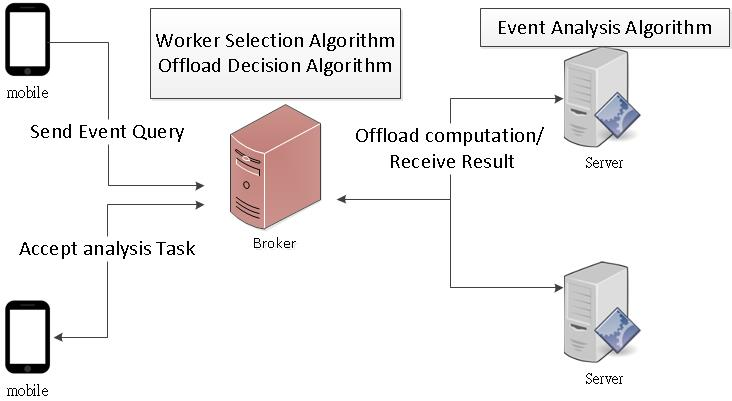 Worker Selection Algorithm
Offload Decision Algorithm
Event Analysis Algorithm
mobile
Send Event Query
Offload computation/
Receive Result
Server
Broker
Accept analysis Task
mobile
Server